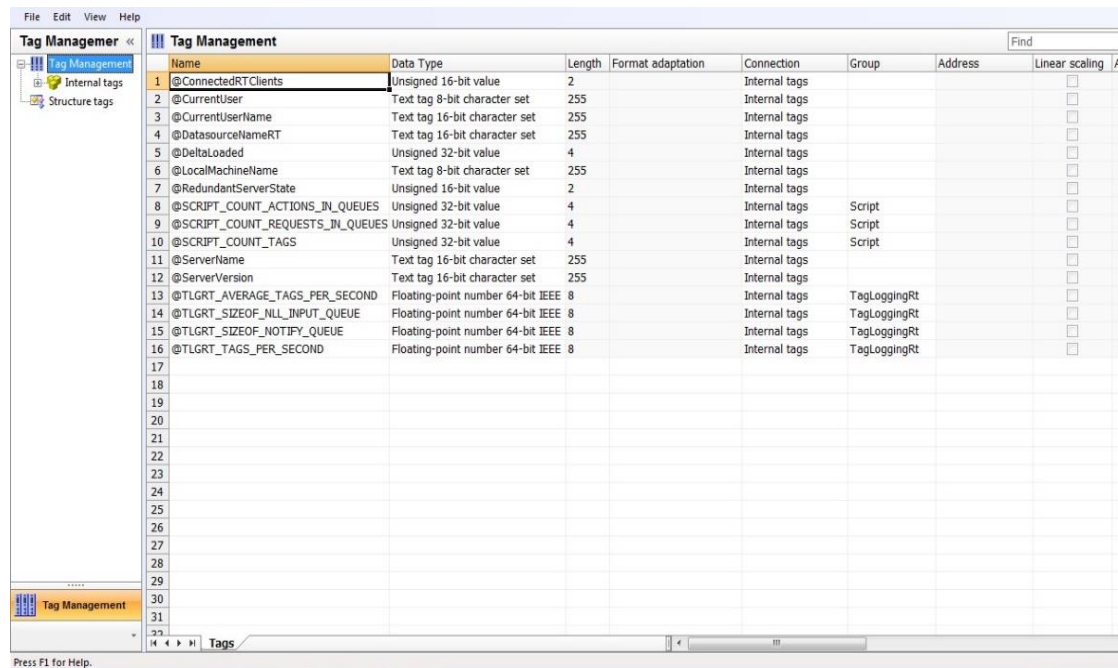 File Edit View Help
Tag Managemer «
Tag Management
Internal tags
Structure tags
Tag Management
Find
Name Data Type Length Format adaptation Connection Group Address Linear scaling
1 @ConnectedRTClients Unsigned 16-bit value 2 Internal tags
2 @CurrentUser Text tag 8-bit character set 255 Internal tags
3 @CurrentUserName Text tag 16-bit character set 255 Internal tags
4 @DatasourceNameRT Text tag 16-bit character set 255 Internal tags
5 @DeltaLoaded Unsigned 32-bit value 4 Internal tags
6 @LocalMachineName Text tag 8-bit character set 255 Internal tags
7 @RedundantServerState Unsigned 16-bit value 2 Internal tags
8 @SCRIPT_COUNT_ACTIONS_IN_QUEUES Unsigned 32-bit value 4 Internal tags Script
9 @SCRIPT_COUNT_REQUESTS_IN_QUEUES Unsigned 32-bit value 4 Internal tags Script
10 @SCRIPT_COUNT_TAGS Unsigned 32-bit value 4 Internal tags Script
11 @ServerName Text tag 16-bit character set 255 Internal tags
12 @ServerVersion Text tag 16-bit character set 255 Internal tags
13 @TLGRT_AVERAGE_TAGS_PER_SECOND Floating-point number 64-bit IEEE 8 Internal tags TagLoggingRt
14 @TLGRT_SIZEOF_NLL_INPUT_QUEUE Floating-point number 64-bit IEEE 8 Internal tags TagLoggingRt
15 @TLGRT_SIZEOF_NOTIFY_QUEUE Floating-point number 64-bit IEEE 8 Internal tags TagLoggingRt
16 @TLGRT_TAGS_PER_SECOND Floating-point number 64-bit IEEE 8 Internal tags TagLoggingRt
17
18
19
20
21
22
23
24
25
26
27
28
29
30
31
32
Tag Management
Tags
Press F1 for Help.